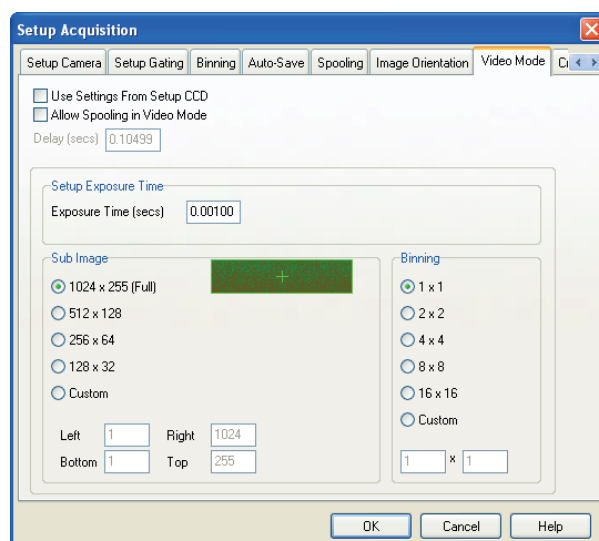 Setup Acquisition
Setup Camera Setup Gating Binning Auto-Save Spooling Image Orientation Video Mode
Use Settings From Setup CCD
Allow Spooling in Video Mode
Delay (secs) 0.10499
Setup Exposure Time
Exposure Time (secs) 0.00100
Sub Image
1024 x 255 (Full)
512 x 128
256 x 64
128 x 32
Custom
Left 1 Right 1024
Bottom 1 Top 255
Binning
1 x 1
2 x 2
4 x 4
8 x 8
16 x 16
Custom
1 x 1
OK Cancel Help